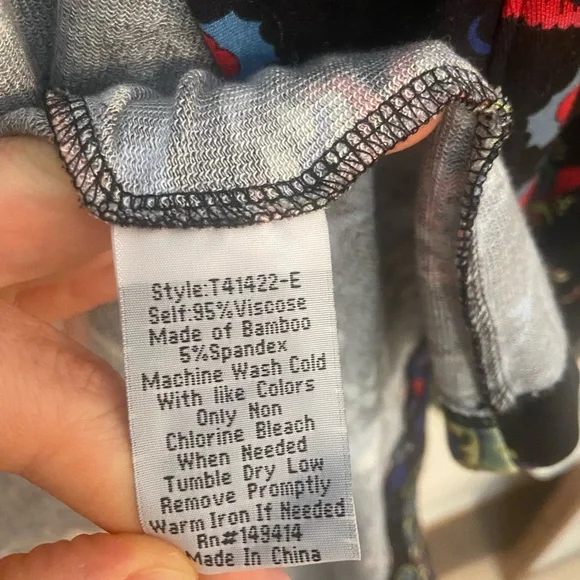 Style:T41422-E
Self:95%Viscose
Made of Bamboo
5%Spandex
Machine Wash Cold
With like Colors
Only Non
Chlorine Bleach
When Needed
Tumble Dry Low
Remove Promptly
Warm Iron If Needed
Rn#149414
Made In China